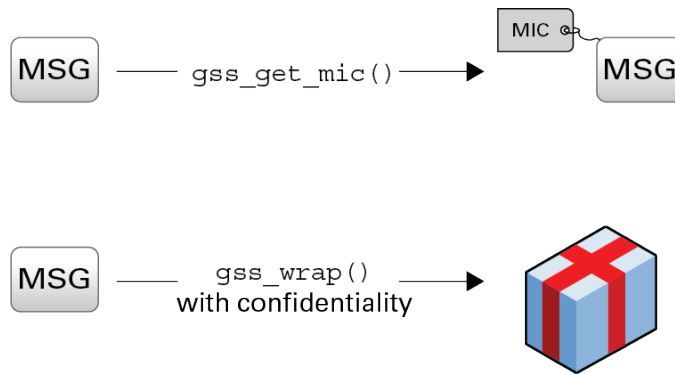 MIC
MSG gss_get_mic() MSG
MSG gss_wrap()
with confidentiality